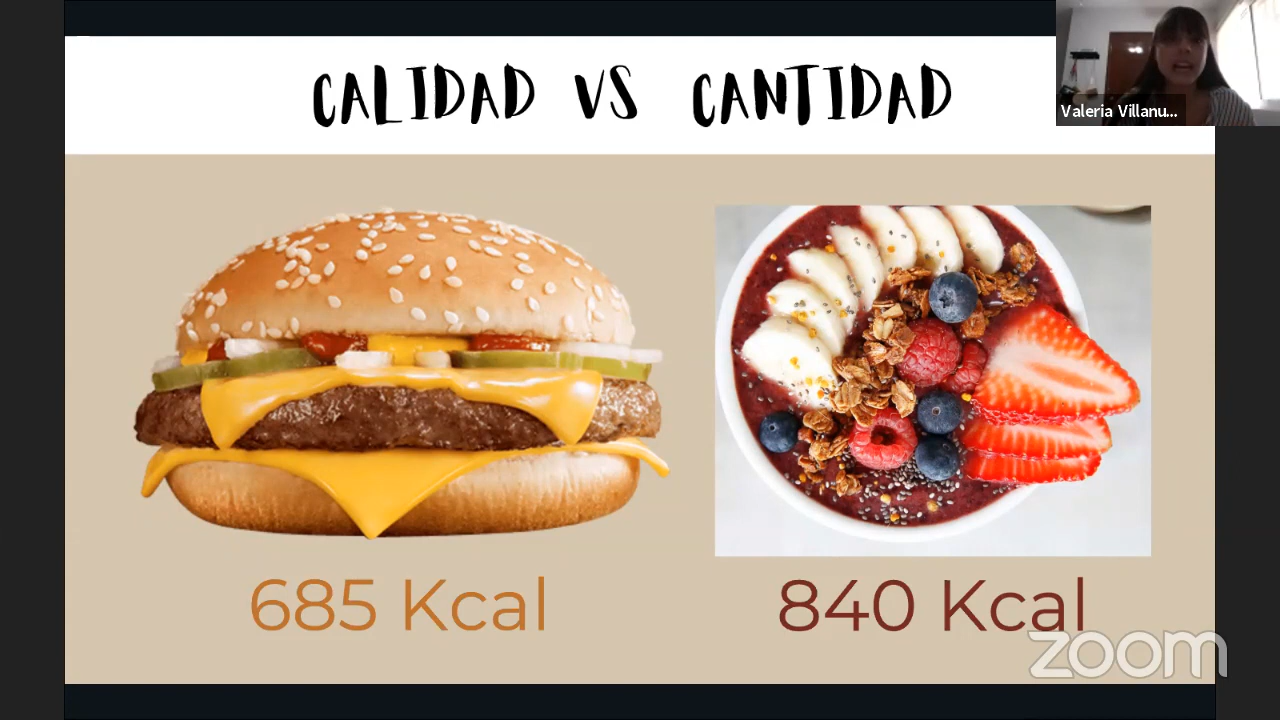 CALIDAD VS CANTIDAD
Valeria Villanu...
685 Kcal
840 Kcal
zoom